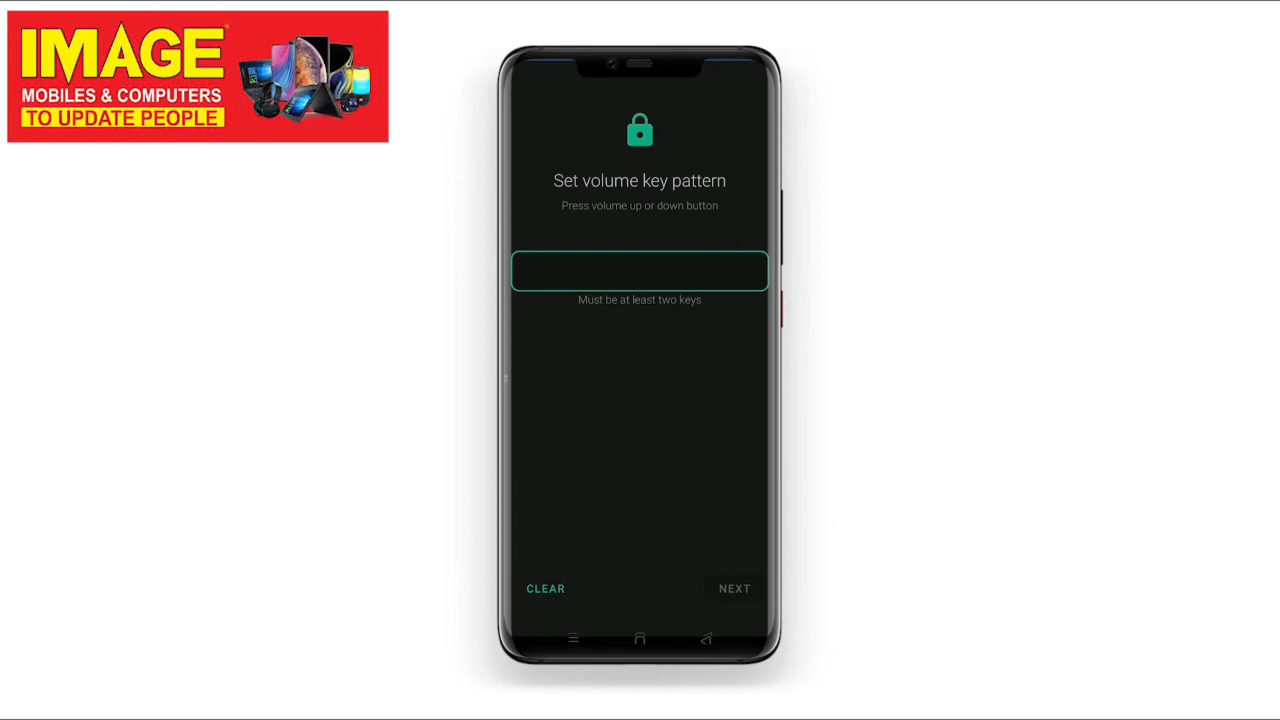 IMAGE
MOBILES & COMPUTERS
TO UPDATE PEOPLE
Set volume key pattern
Press volume up or down button
Must be at least two keys
CLEAR
NEXT